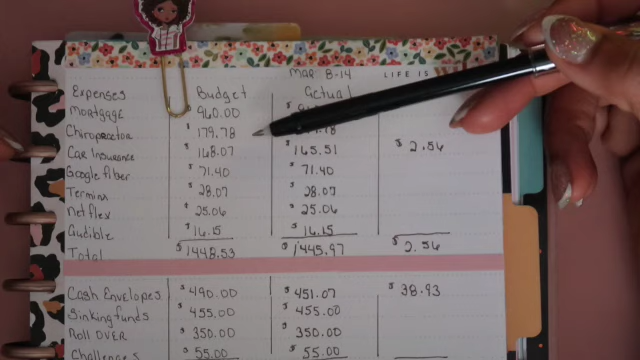 MAR 8-14 LIFE IS
Expenses Budget Actual
Mortgage $ 960.00 $
Chiropractor $ 179.78
Car Insurance $ 168.07 $ 165.51 $ 2.56
Google fiber $ 71.40 $ 71.40
Terminix $ 28.07 $ 28.07
Netflex $ 25.06 $ 25.06
Audible $ 16.15 $ 16.15
Total $ 1448.53 $ 1445.97 $ 2.56
Cash Envelopes $ 490.00 $ 451.07 $ 38.93
Sinking funds $ 455.00 $ 455.00
Roll OVER $ 350.00 $ 350.00
Challenges $ 55.00 $ 55.00